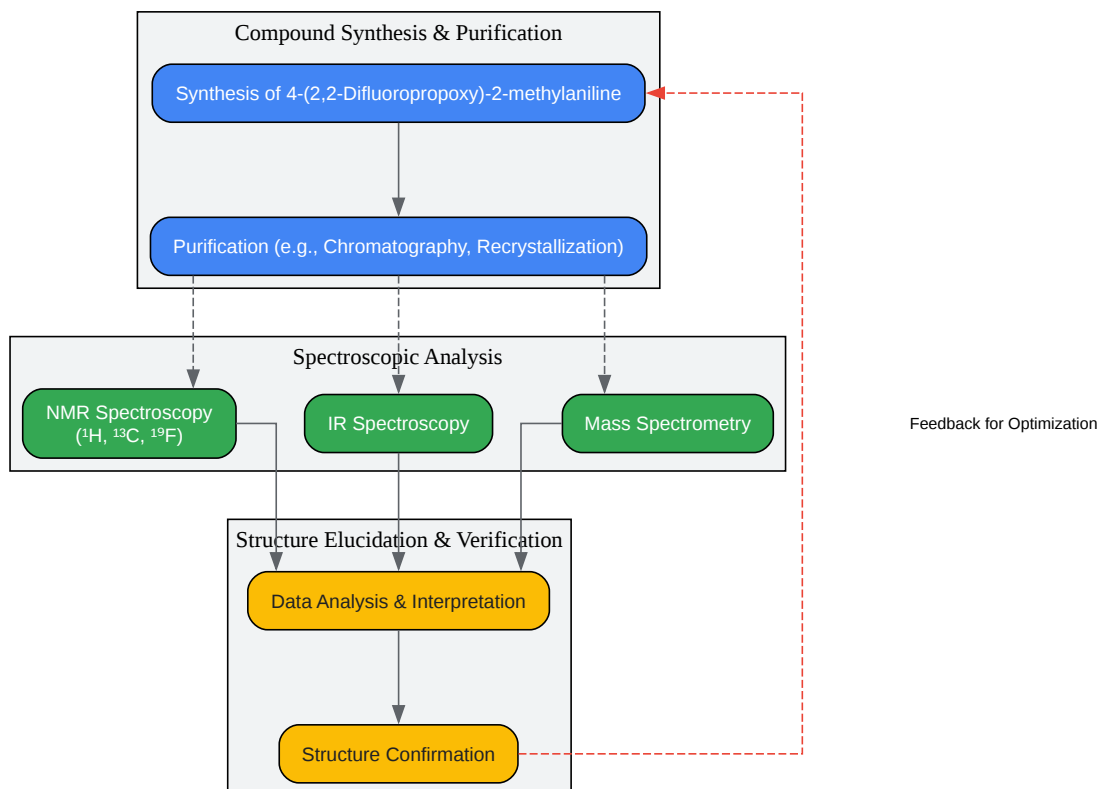 Compound Synthesis & Purification
Synthesis of 4-(2,2-Difluoropropoxy)-2-methylaniline
Purification (e.g., Chromatography, Recrystallization)
Spectroscopic Analysis
NMR Spectroscopy
(¹H, ¹³C, ¹⁹F)
IR Spectroscopy
Mass Spectrometry
Feedback for Optimization
Structure Elucidation & Verification
Data Analysis & Interpretation
Structure Confirmation